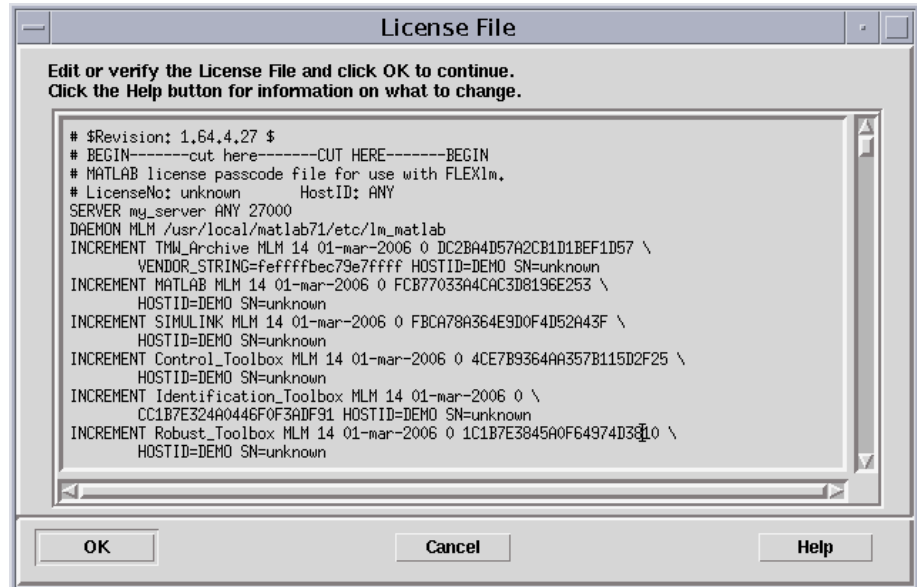 License File
Edit or verify the License File and click OK to continue.
Click the Help button for information on what to change.
# $Revision: 1.64.4.27 $
# BEGIN-------cut here-------CUT HERE-------BEGIN
# MATLAB license passcode file for use with FLEXlm.
# LicenseNo: unknown HostID: ANY
SERVER my_server ANY 27000
DAEMON MLM /usr/local/matlab71/etc/lm_matlab
INCREMENT TMW_Archive MLM 14 01-mar-2006 0 DC2BA4D57A2CB1D1BEF1D57 \
VENDOR_STRING=feffffbec79e7ffff HOSTID=DEMO SN=unknown
INCREMENT MATLAB MLM 14 01-mar-2006 0 FCB77033A4CAC3D8196E253 \
HOSTID=DEMO SN=unknown
INCREMENT SIMULINK MLM 14 01-mar-2006 0 FBCA78A364E9D0F4D52A43F \
HOSTID=DEMO SN=unknown
INCREMENT Control_Toolbox MLM 14 01-mar-2006 0 4CE7B9364AA357B115D2F25 \
HOSTID=DEMO SN=unknown
INCREMENT Identification_Toolbox MLM 14 01-mar-2006 0 \
CC1B7E324A0446F0F3ADF91 HOSTID=DEMO SN=unknown
INCREMENT Robust_Toolbox MLM 14 01-mar-2006 0 \
HOSTID=DEMO SN=unknown
OK
Cancel
Help